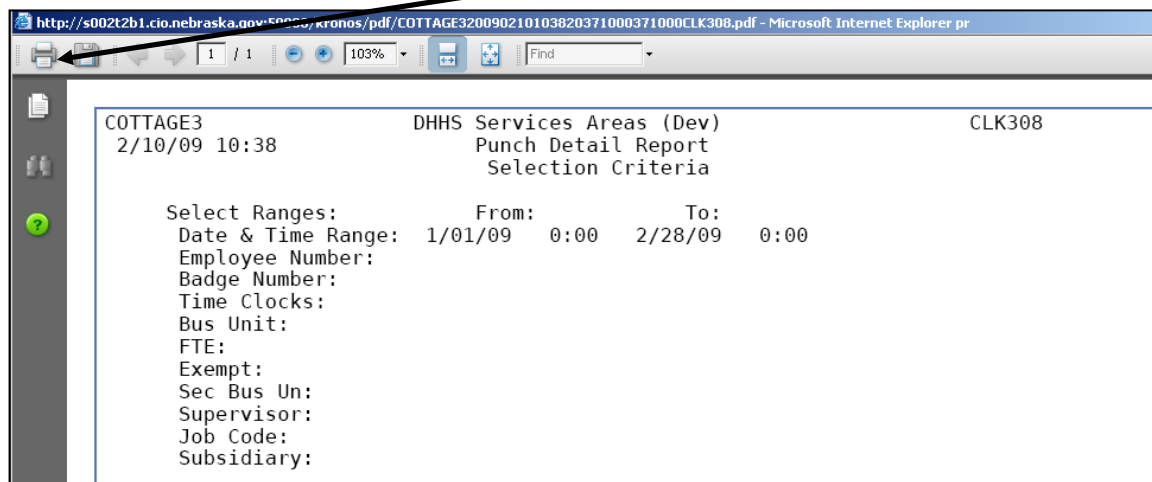 http://s002t2b1.cio.nebraska.gov:50080/kronos/pdf/COTTAGE320090210103820371000371000CLK308.pdf - Microsoft Internet Explorer pr
1 / 1 103% Find
COTTAGE3 DHHS Services Areas (Dev) CLK308
2/10/09 10:38 Punch Detail Report
Selection Criteria
Select Ranges: From: To:
Date & Time Range: 1/01/09 0:00 2/28/09 0:00
Employee Number:
Badge Number:
Time Clocks:
Bus Unit:
FTE:
Exempt:
Sec Bus Un:
Supervisor:
Job Code:
Subsidiary: